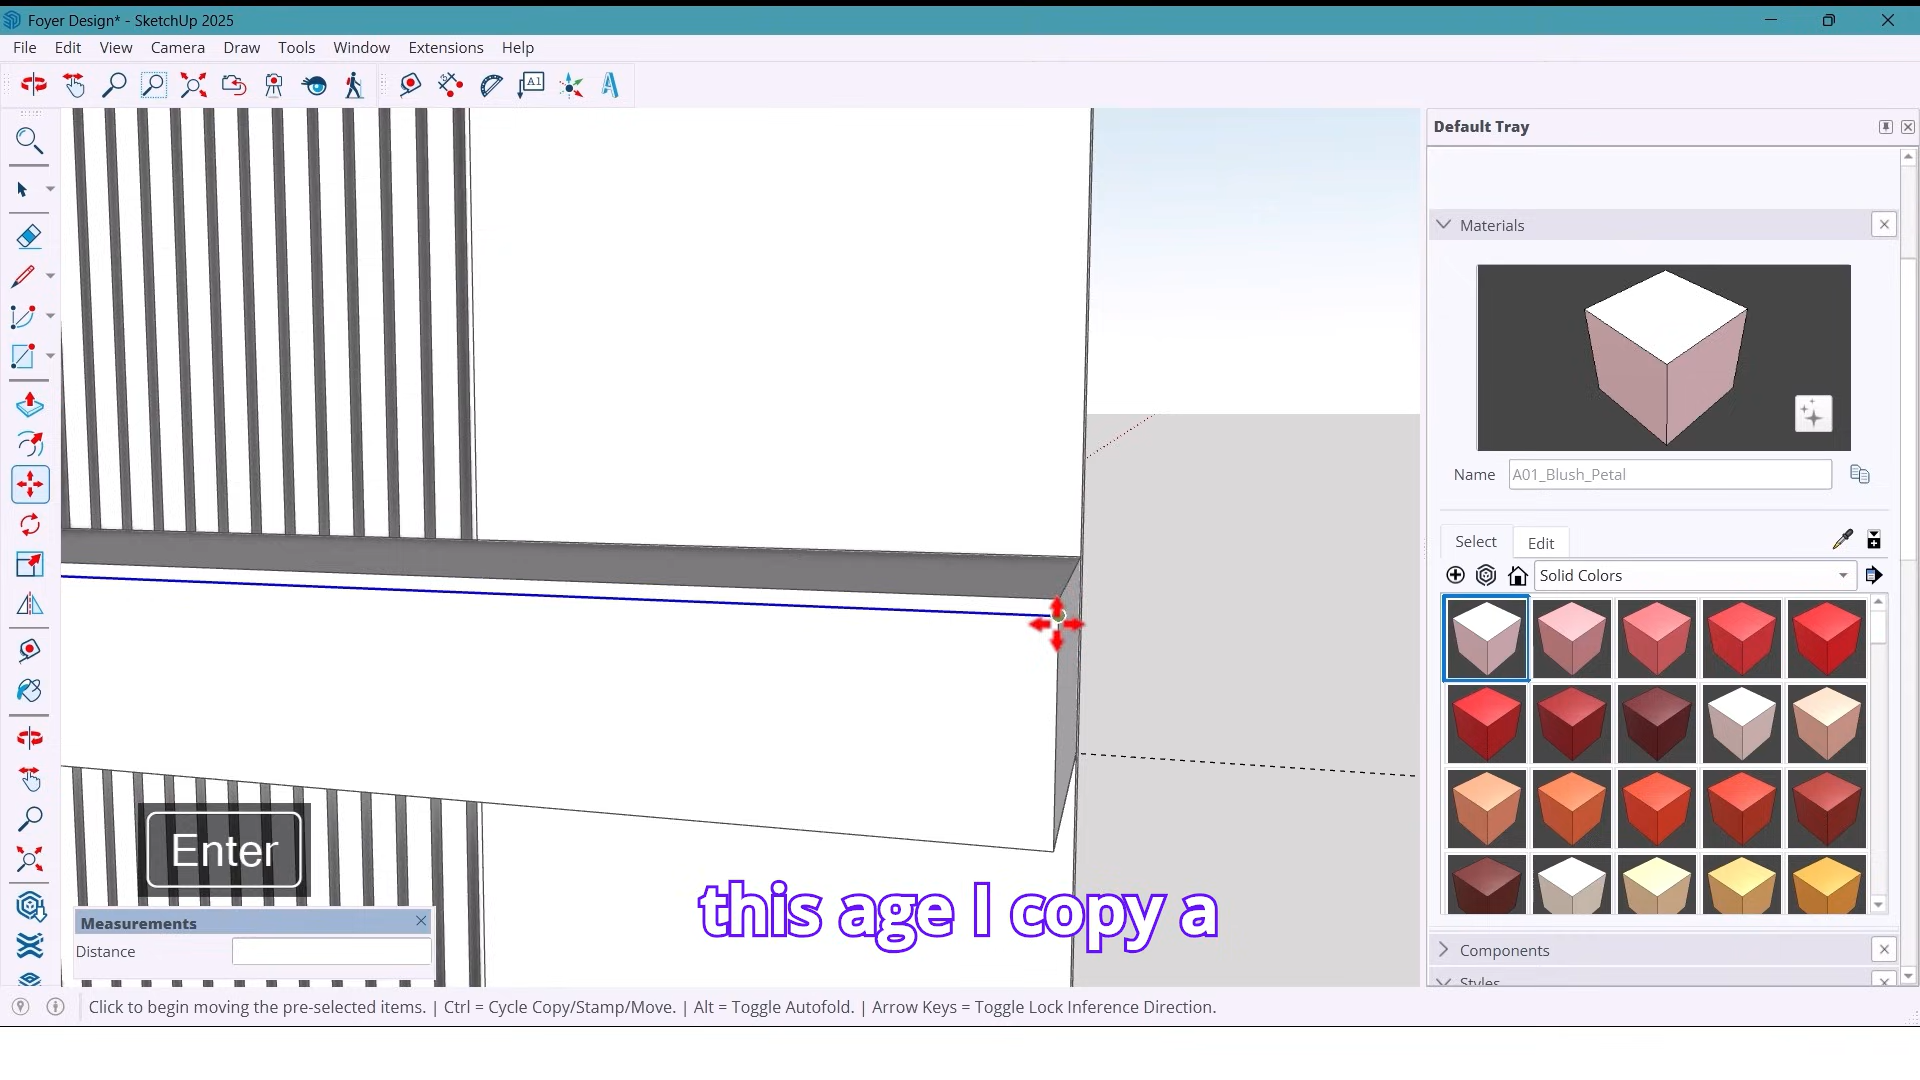 Foyer Design* - SketchUp 2025
File Edit View Camera Draw Tools Window Extensions Help
A1
Default Tray
Materials
Name A01_Blush_Petal
Select Edit
Solid Colors
Enter
this age I copy a
Measurements
Distance
Components
Styles
Click to begin moving the pre-selected items. | Ctrl = Cycle Copy/Stamp/Move. | Alt = Toggle Autofold. | Arrow Keys = Toggle Lock Inference Direction.